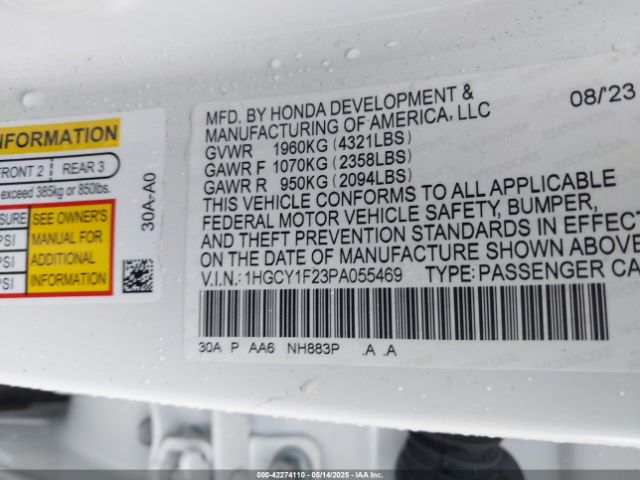 INFORMATION
FRONT 2 REAR 3
exceed 385kg or 850lbs.
SEE OWNER'S
PSI MANUAL FOR
PSI ADDITIONAL
PSI INFORMATION
30A-A0
08/'23
MFD. BY HONDA DEVELOPMENT &
MANUFACTURING OF AMERICA, LLC
GVWR 1960KG (4321LBS)
GAWR F 1070KG (2358LBS)
GAWR R 950KG (2094LBS)
THIS VEHICLE CONFORMS TO ALL APPLICABLE
FEDERAL MOTOR VEHICLE SAFETY, BUMPER,
AND THEFT PREVENTION STANDARDS IN EFFECT
ON THE DATE OF MANUFACTURE SHOWN ABOVE
V.I.N.: 1HGCY1F23PA055469 TYPE: PASSENGER CA
30A P AA6 NH883P .A .A
000-42274110 | 05/14/2025 | IAAI.COM